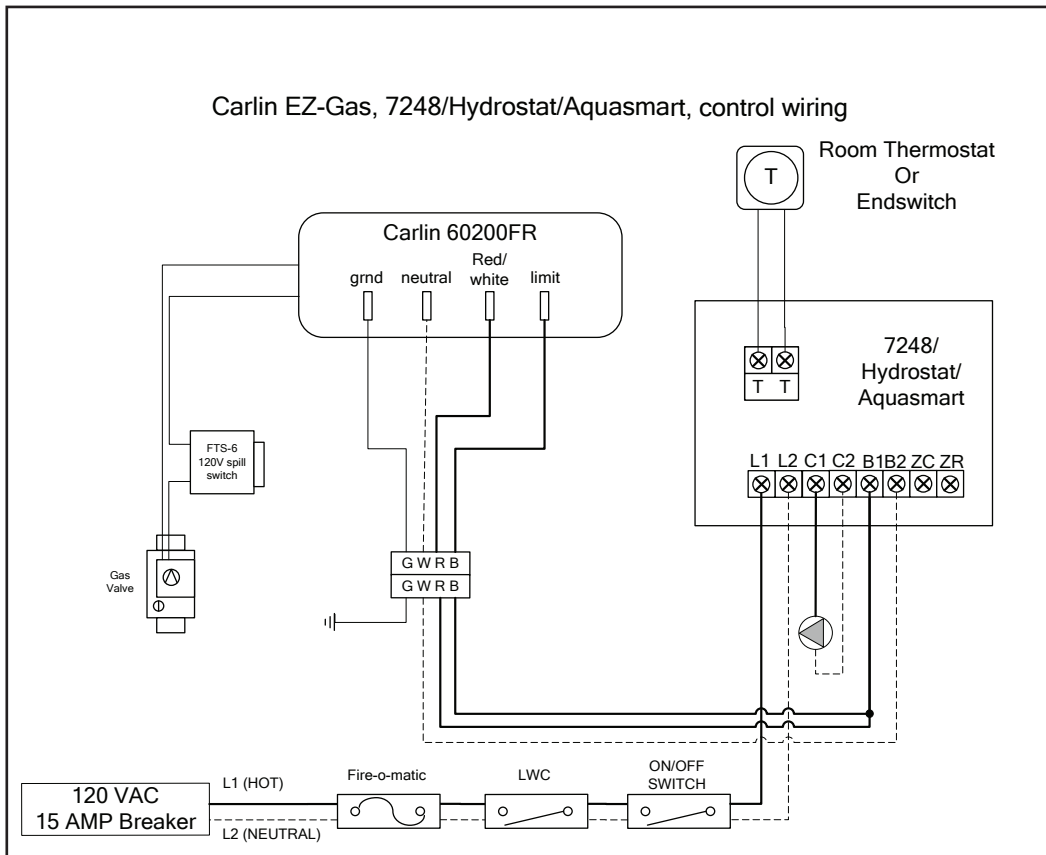 Carlin EZ-Gas, 7248/Hydrostat/Aquasmart, control wiring
Room Thermostat
Or
Endswitch
T
Carlin 60200FR
grnd
neutral
Red/
white
limit
7248/
Hydrostat/
Aquasmart
T T
FTS-6
120V spill
switch
L1 L2 C1 C2 B1 B2 ZC ZR
Gas
Valve
G W R B
G W R B
120 VAC
15 AMP Breaker
L1 (HOT)
L2 (NEUTRAL)
Fire-o-matic
LWC
ON/OFF
SWITCH